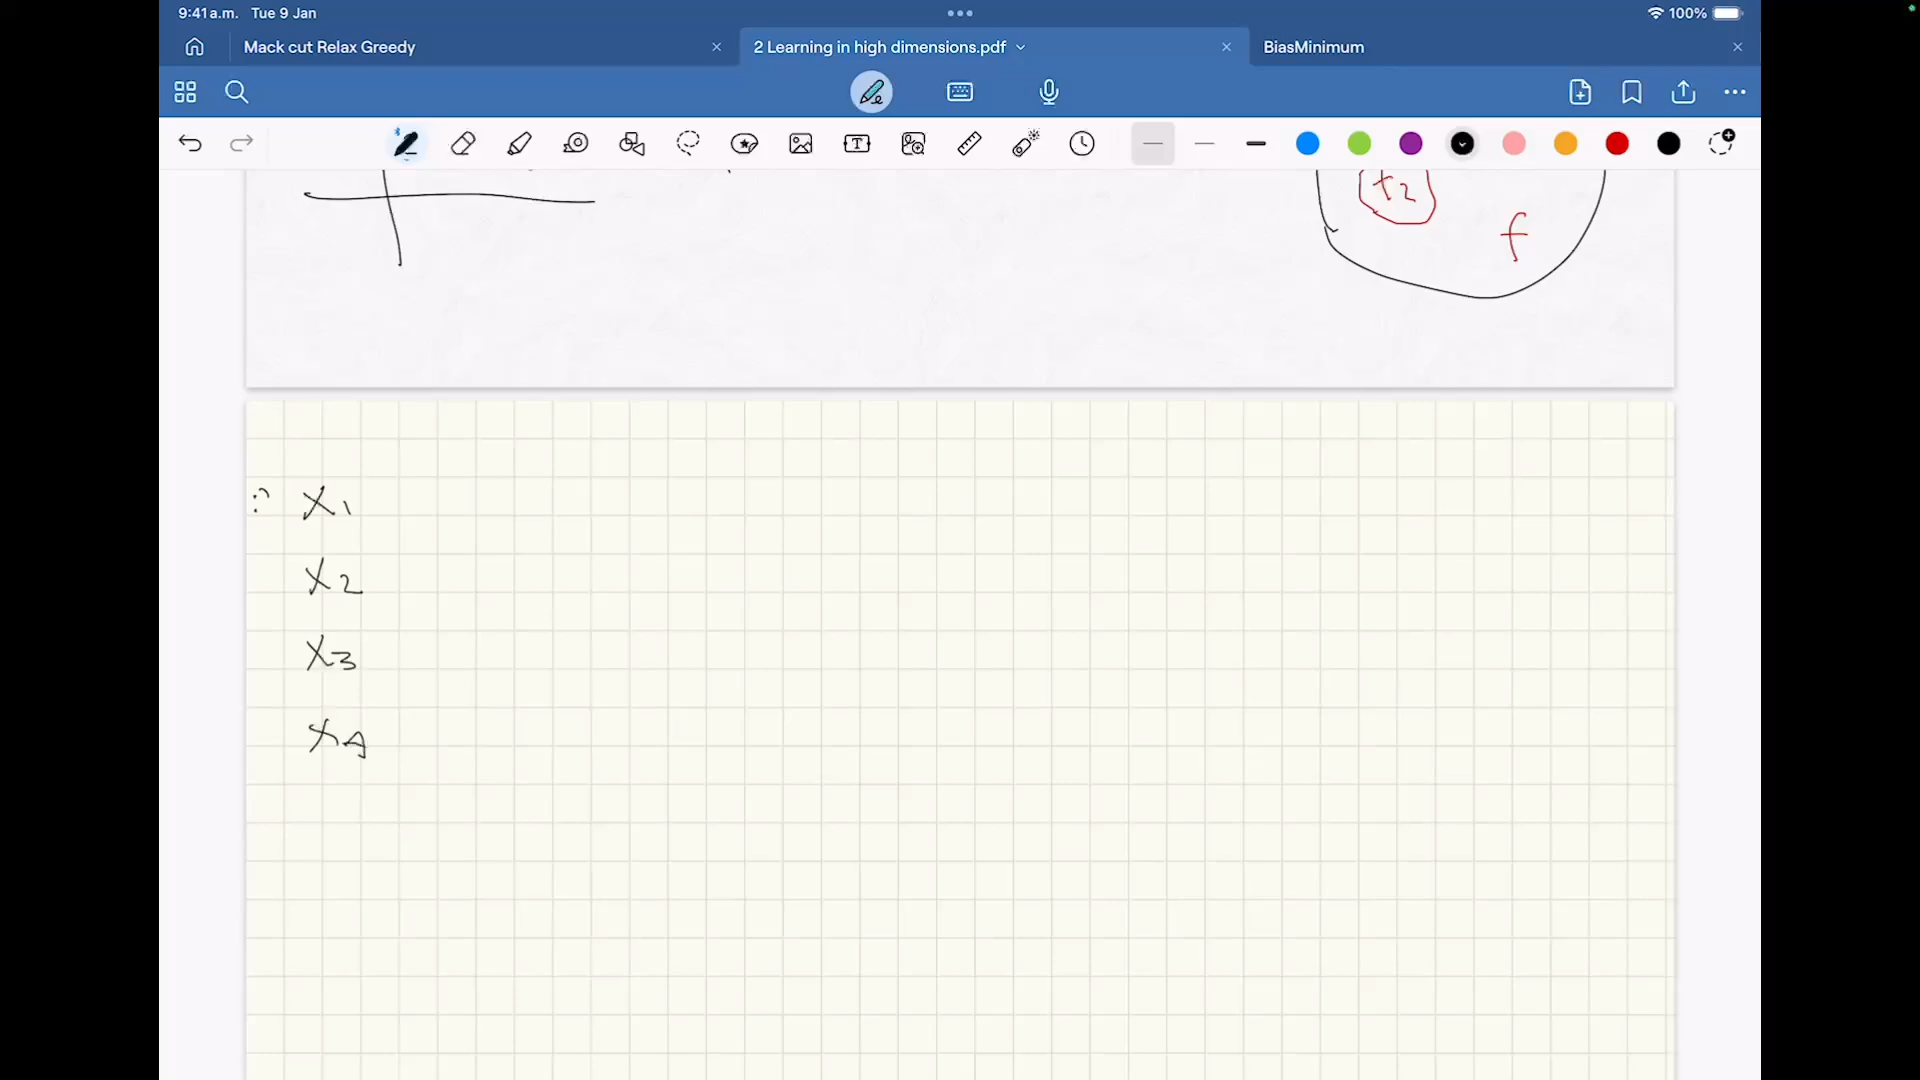 9:41 a.m. Tue 9 Jan
100%
Mack cut Relax Greedy
2 Learning in high dimensions.pdf
BiasMinimum
T
f
x1
x2
x3
x4